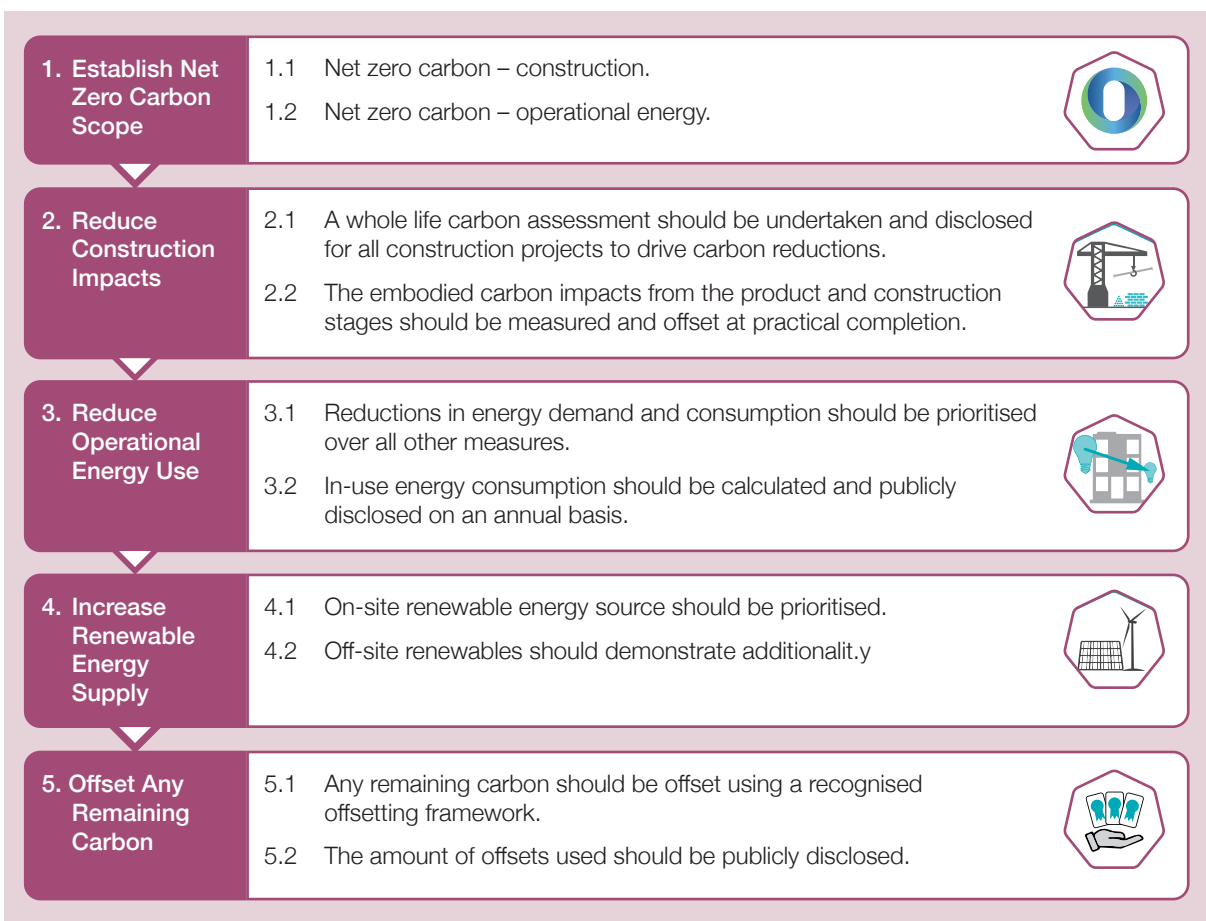 1. Establish Net
Zero Carbon
Scope
1.1 Net zero carbon – construction.
1.2 Net zero carbon – operational energy.
2. Reduce
Construction
Impacts
2.1 A whole life carbon assessment should be undertaken and disclosed
for all construction projects to drive carbon reductions.
2.2 The embodied carbon impacts from the product and construction
stages should be measured and offset at practical completion.
3. Reduce
Operational
Energy Use
3.1 Reductions in energy demand and consumption should be prioritised
over all other measures.
3.2 In-use energy consumption should be calculated and publicly
disclosed on an annual basis.
4. Increase
Renewable
Energy
Supply
4.1 On-site renewable energy source should be prioritised.
4.2 Off-site renewables should demonstrate additionalit.y
5. Offset Any
Remaining
Carbon
5.1 Any remaining carbon should be offset using a recognised
offsetting framework.
5.2 The amount of offsets used should be publicly disclosed.